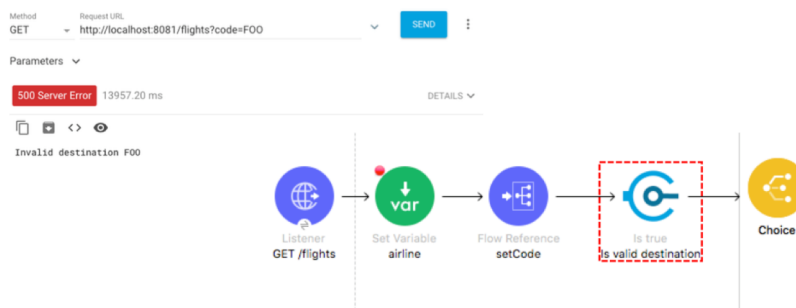 Method
Request URL
GET
http://localhost:8081/flights?code=FOO
SEND
Parameters
500 Server Error
13957.20 ms
DETAILS
Invalid destination FOO
var
Listener
GET /flights
Set Variable
airline
Flow Reference
setCode
Is true
Is valid destination
Choice